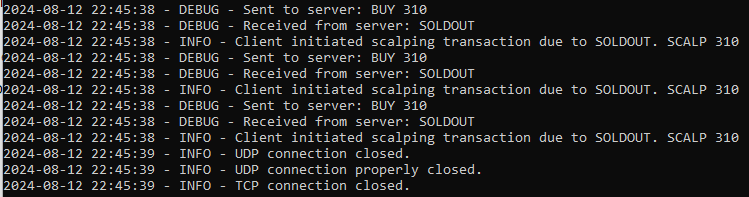 2024-08-12 22:45:38 - DEBUG - Sent to server: BUY 310
2024-08-12 22:45:38 - DEBUG - Received from server: SOLDOUT
2024-08-12 22:45:38 - INFO - Client initiated scalping transaction due to SOLDOUT. SCALP 310
2024-08-12 22:45:38 - DEBUG - Sent to server: BUY 310
2024-08-12 22:45:38 - DEBUG - Received from server: SOLDOUT
2024-08-12 22:45:38 - INFO - Client initiated scalping transaction due to SOLDOUT. SCALP 310
2024-08-12 22:45:38 - DEBUG - Sent to server: BUY 310
2024-08-12 22:45:38 - DEBUG - Received from server: SOLDOUT
2024-08-12 22:45:38 - INFO - Client initiated scalping transaction due to SOLDOUT. SCALP 310
2024-08-12 22:45:39 - INFO - UDP connection closed.
2024-08-12 22:45:39 - INFO - UDP connection properly closed.
2024-08-12 22:45:39 - INFO - TCP connection closed.